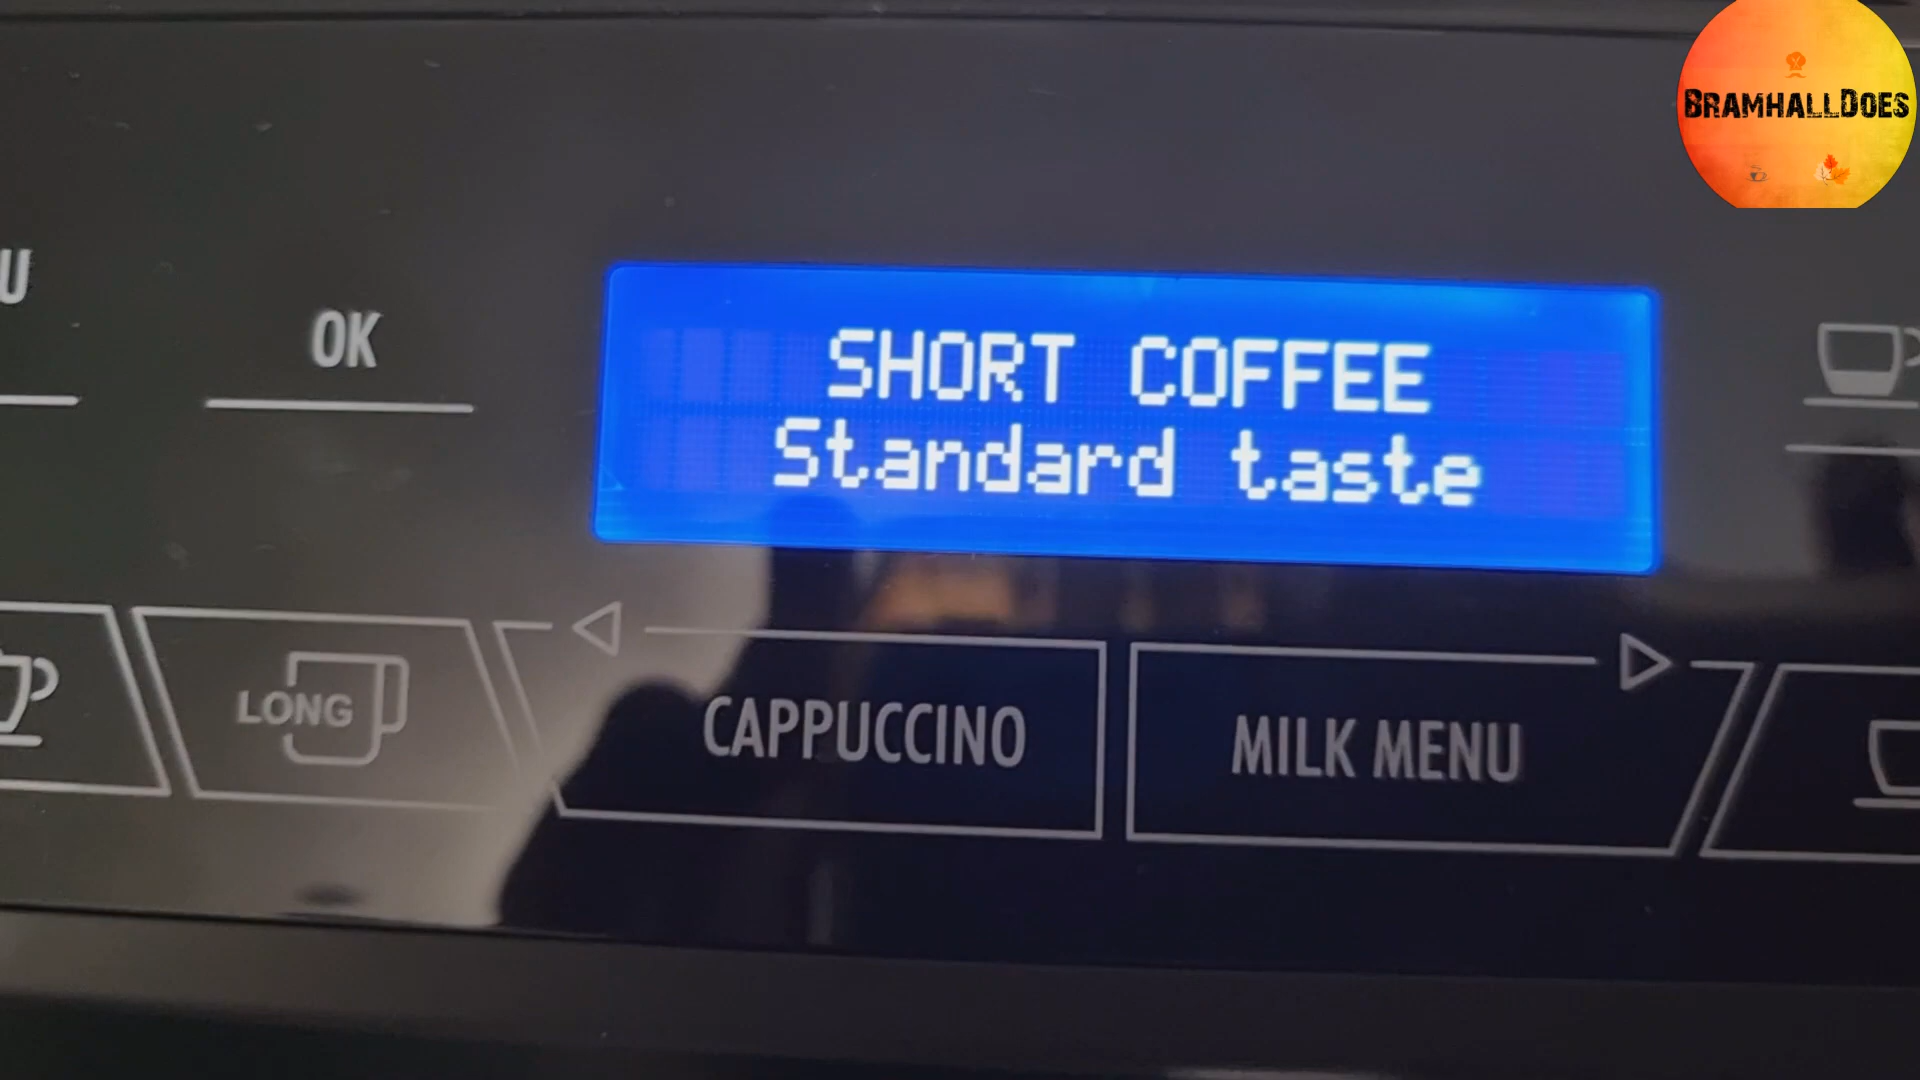 BRAMHALLDOES
U
OK
SHORT COFFEE
Standard taste
LONG
CAPPUCCINO
MILK MENU